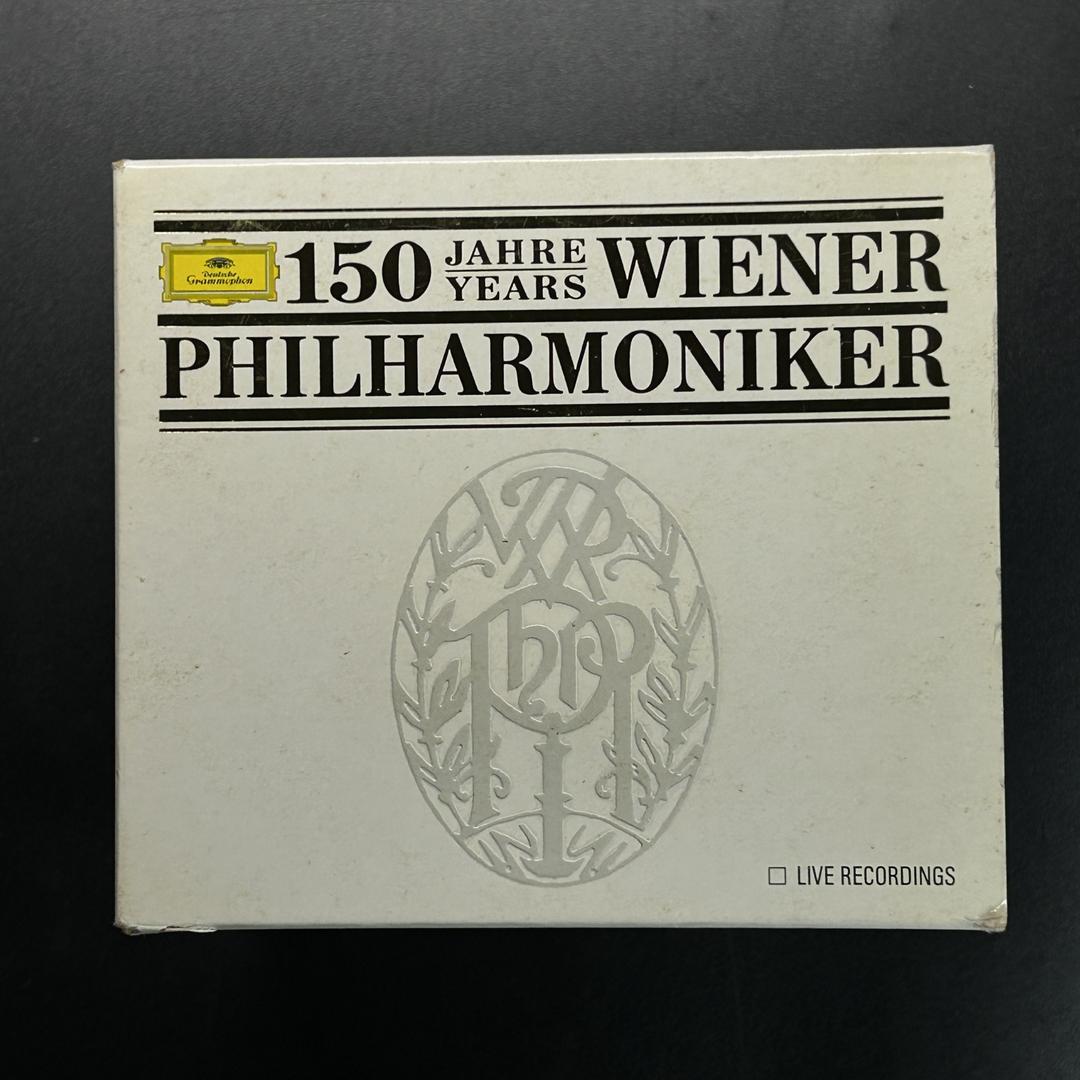 Deutsche
Grammophon
150 JAHRE YEARS WIENER
PHILHARMONIKER
LIVE RECORDINGS